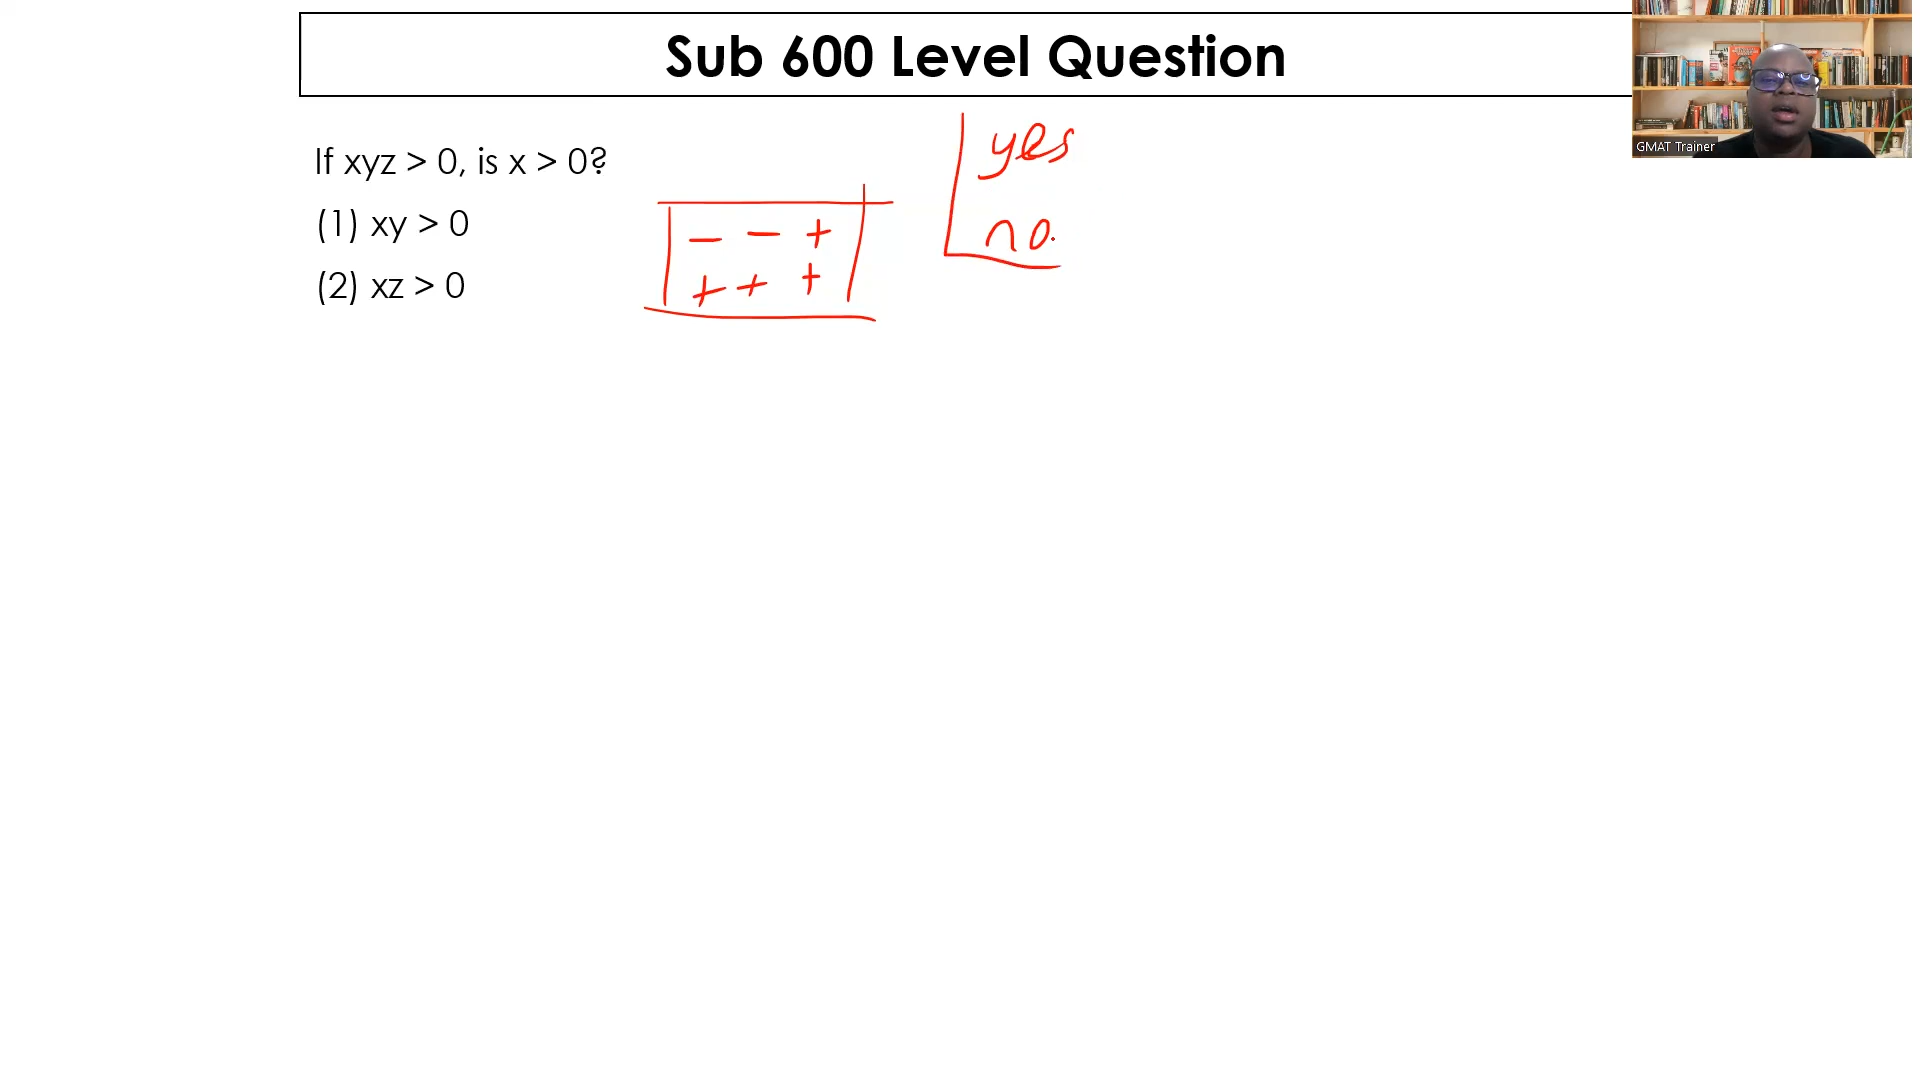 Sub 600 Level Question
GMAT Trainer
If xyz > 0, is x > 0?
(1) xy > 0
(2) xz > 0
− − +
+ + +
yes
no.